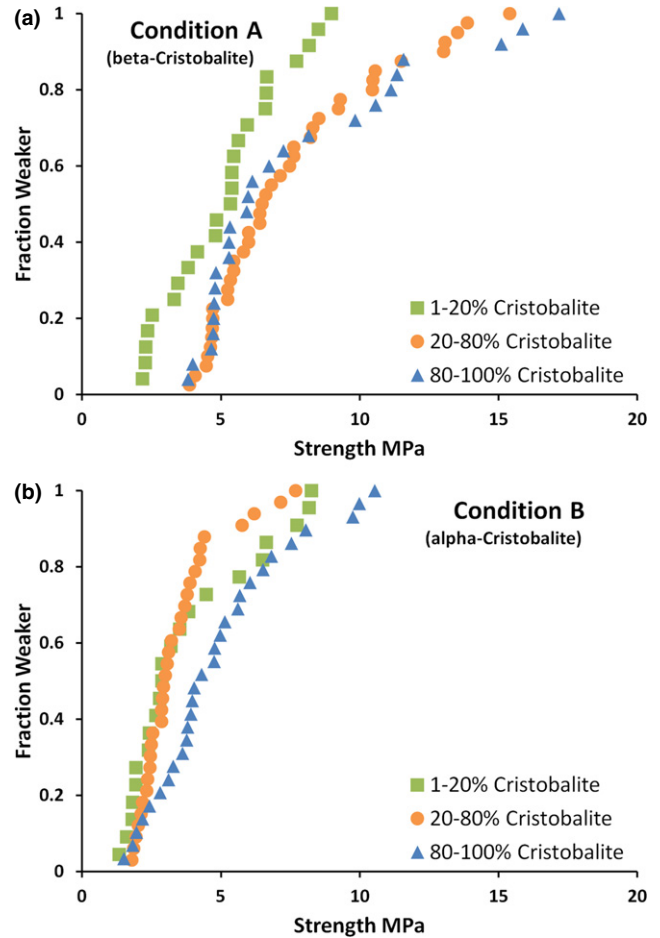 (a)
Condition A
(beta-Cristobalite)
Fraction Weaker
1
0.8
0.6
0.4
0.2
0
1-20% Cristobalite
20-80% Cristobalite
80-100% Cristobalite
0 5 10 15 20
Strength MPa
(b)
Condition B
(alpha-Cristobalite)
Fraction Weaker
1
0.8
0.6
0.4
0.2
0
1-20% Cristobalite
20-80% Cristobalite
80-100% Cristobalite
0 5 10 15 20
Strength MPa